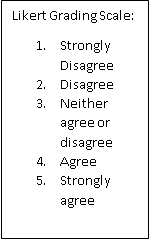 Likert Grading Scale:
1. Strongly
Disagree
2. Disagree
3. Neither
agree or
disagree
4. Agree
5. Strongly
agree